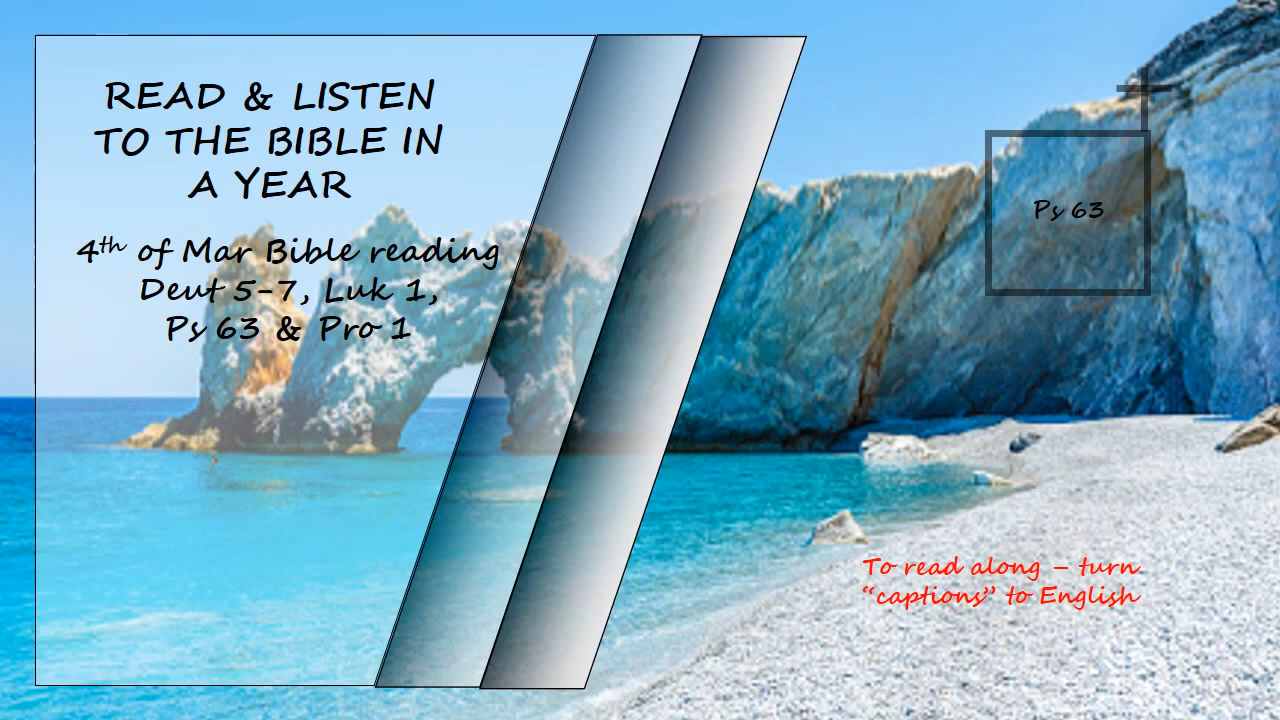 READ & LISTEN
TO THE BIBLE IN
A YEAR
4th of Mar Bible reading
Deut 5-7, Luk 1,
Ps 63 & Pro 1
Ps 63
To read along – turn
“captions” to English